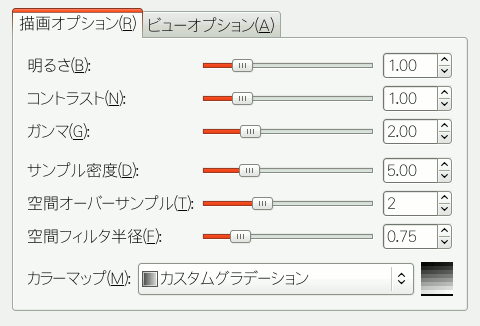 描画オプション(R) ビューオプション(A)
明るさ(B): 1.00
コントラスト(N): 1.00
ガンマ(G): 2.00
サンプル密度(D): 5.00
空間オーバーサンプル(T): 2
空間フィルタ半径(F): 0.75
カラーマップ(M): カスタムグラデーション